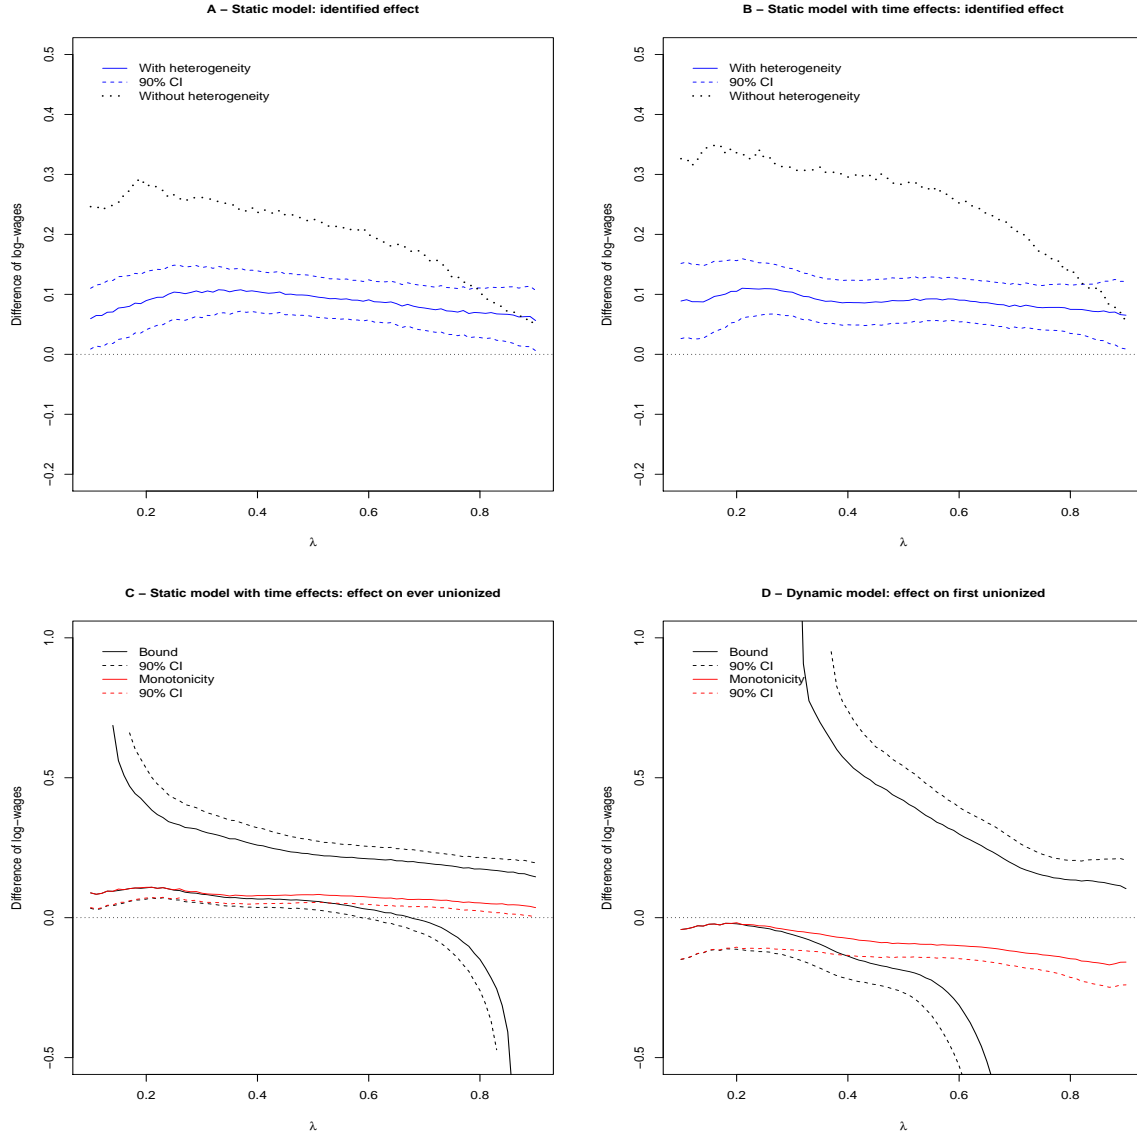 A − Static model: identified effect
Difference of log−wages
0.5
0.4
0.3
0.2
0.1
0.0
−0.1
−0.2
With heterogeneity
90% CI
Without heterogeneity
0.2 0.4 0.6 0.8
λ
B − Static model with time effects: identified effect
Difference of log−wages
0.5
0.4
0.3
0.2
0.1
0.0
−0.1
−0.2
With heterogeneity
90% CI
Without heterogeneity
0.2 0.4 0.6 0.8
λ
C − Static model with time effects: effect on ever unionized
Difference of log−wages
1.0
0.5
0.0
−0.5
Bound
90% CI
Monotonicity
90% CI
0.2 0.4 0.6 0.8
λ
D − Dynamic model: effect on first unionized
Difference of log−wages
1.0
0.5
0.0
−0.5
Bound
90% CI
Monotonicity
90% CI
0.2 0.4 0.6 0.8
λ